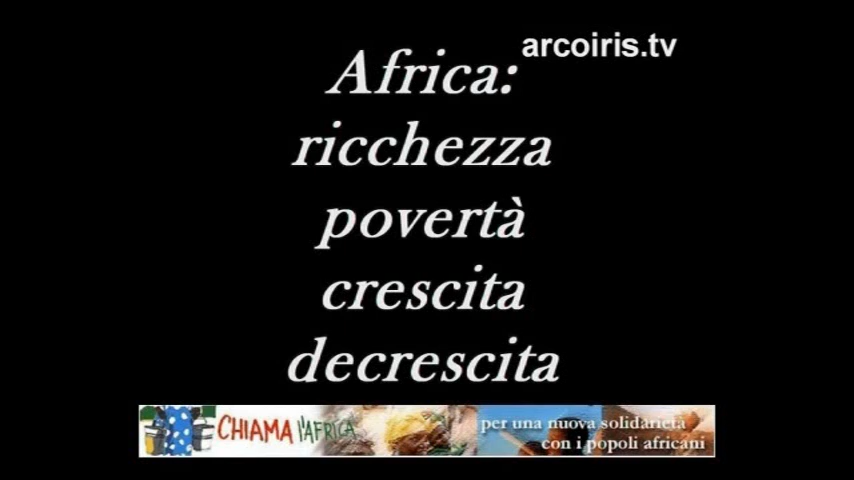 arcoiris.tv
Africa:
ricchezza
povertà
crescita
decrescita
CHIAMA l'AFRICA
per una nuova solidarietà
con i popoli africani